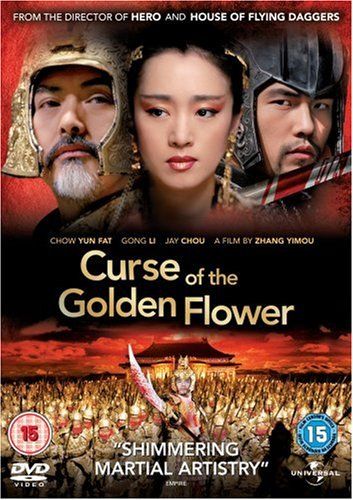 FROM THE DIRECTOR OF HERO AND HOUSE OF FLYING DAGGERS
CHOW YUN FAT GONG LI JAY CHOU A FILM BY ZHANG YIMOU
Curse of the
Golden Flower
15
15
"SHIMMERING
MARTIAL ARTISTRY"
EMPIRE
DVD
VIDEO
UNIVERSAL